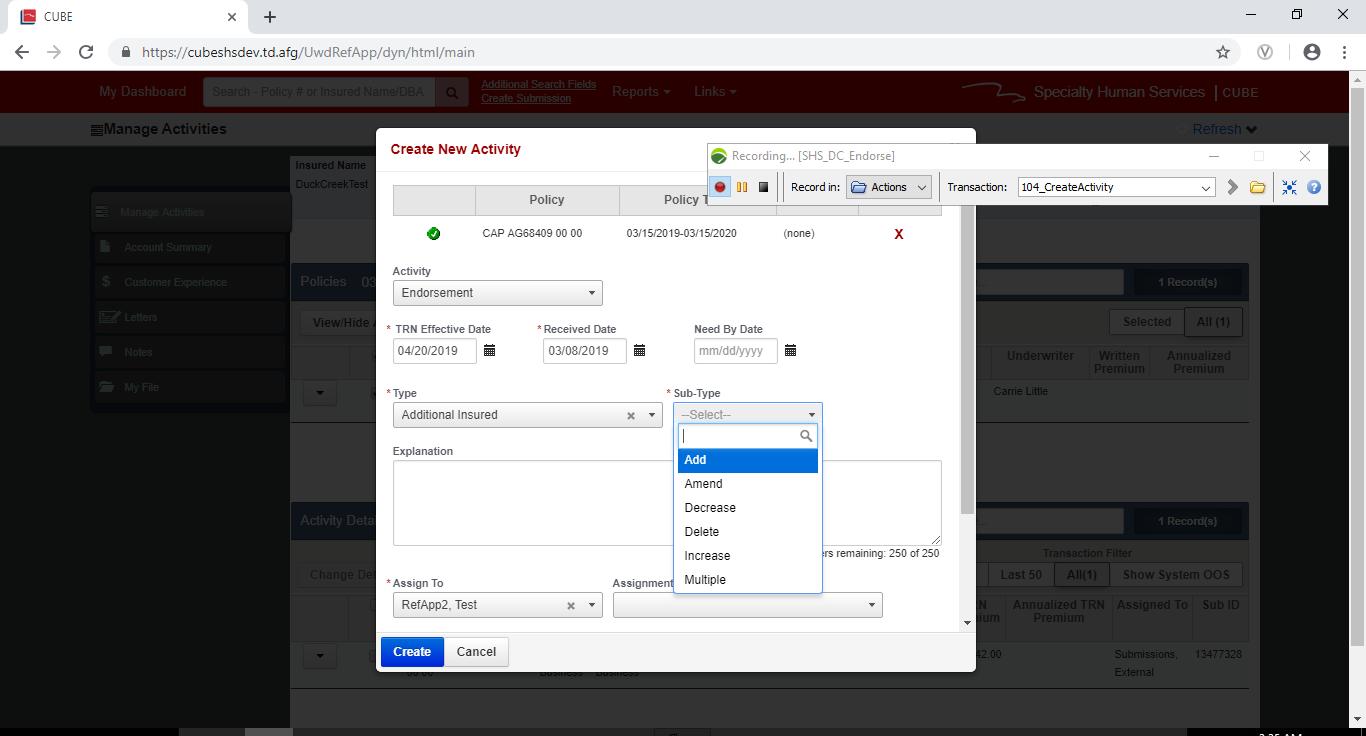 CUBE
https://cubeshsdev.td.afg/UwdRefApp/dyn/html/main
My Dashboard
Search - Policy # or Insured Name/DBA
Additional Search Fields
Create Submission
Reports
Links
Specialty Human Services | CUBE
Manage Activities
Refresh
Create New Activity
Recording... [SHS_DC_Endorse]
Record in:
Actions
Transaction:
104_CreateActivity
Insured Name
DuckCreekTest
Manage Activities
Account Summary
Customer Experience
Letters
Notes
My File
Policy
Policy T
CAP AG68409 00 00
03/15/2019-03/15/2020
(none)
X
Activity
Endorsement
Policies 03
1 Record(s)
View/Hide
Selected
All (1)
* TRN Effective Date
* Received Date
Need By Date
04/20/2019
03/08/2019
mm/dd/yyyy
Underwriter
Written Premium
Annualized Premium
Carrie Little
* Type
* Sub-Type
Additional Insured
--Select--
Add
Amend
Decrease
Delete
Increase
Multiple
Explanation
ers remaining: 250 of 250
Activity Deta
1 Record(s)
Transaction Filter
Change De
Last 50
All(1)
Show System OOS
* Assign To
Assignment
RefApp2, Test
Annualized TRN Premium
Assigned To
Sub ID
42.00
Submissions, External
13477328
00 00
Business
Business
Create
Cancel